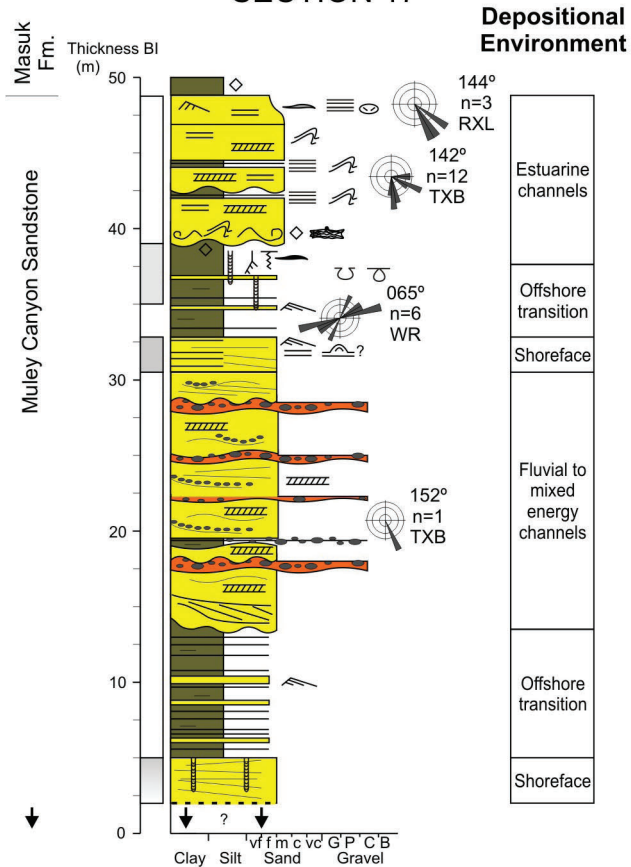 Depositional
Environment
Masuk
Fm.
Thickness BI
(m)
50
144º
n=3
RXL
142º
n=12
TXB
Estuarine
channels
40
Muley Canyon Sandstone
065º
n=6
WR
Offshore
transition
?
Shoreface
30
Fluvial to
mixed
energy
channels
152º
n=1
TXB
20
10
Offshore
transition
Shoreface
?
0
vf f m c vc G P C B
Clay Silt Sand Gravel